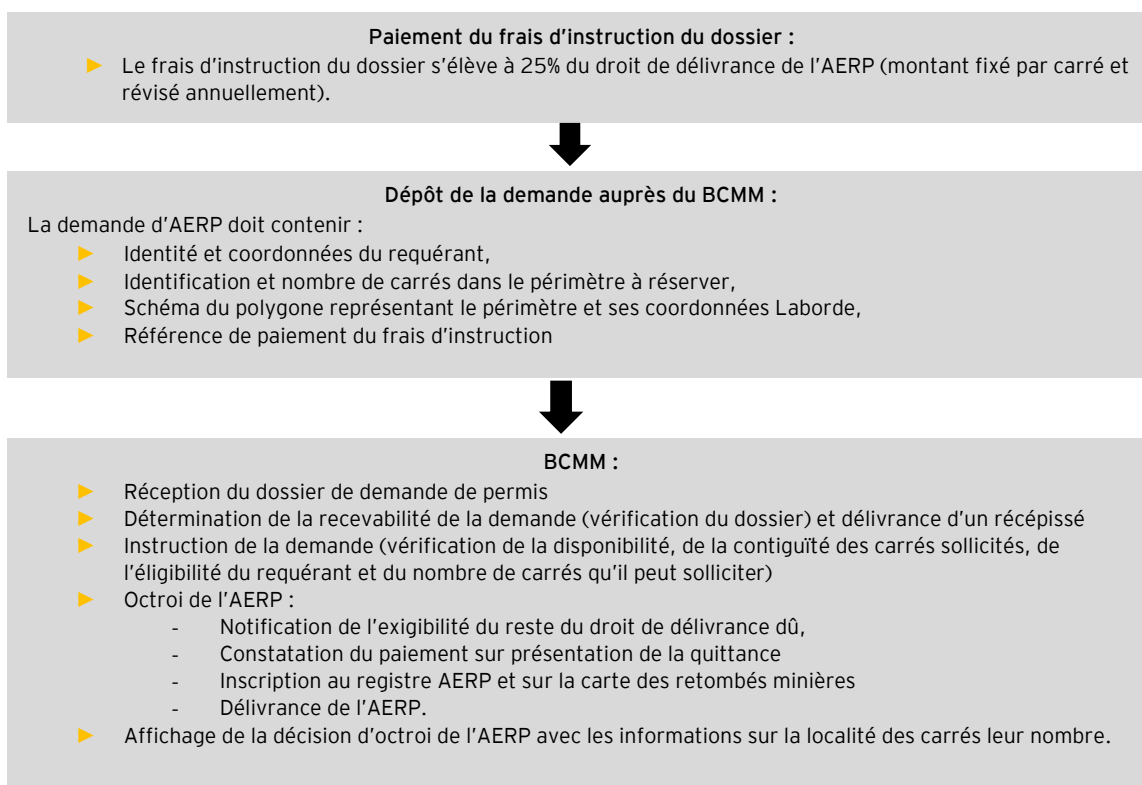 Paiement du frais d’instruction du dossier :
► Le frais d’instruction du dossier s’élève à 25% du droit de délivrance de l’AERP (montant fixé par carré et
révisé annuellement).
Dépôt de la demande auprès du BCMM :
La demande d’AERP doit contenir :
► Identité et coordonnées du requérant,
► Identification et nombre de carrés dans le périmètre à réserver,
► Schéma du polygone représentant le périmètre et ses coordonnées Laborde,
► Référence de paiement du frais d’instruction
BCMM :
► Réception du dossier de demande de permis
► Détermination de la recevabilité de la demande (vérification du dossier) et délivrance d’un récépissé
► Instruction de la demande (vérification de la disponibilité, de la contiguïté des carrés sollicités, de
l’éligibilité du requérant et du nombre de carrés qu’il peut solliciter)
► Octroi de l’AERP :
- Notification de l’exigibilité du reste du droit de délivrance dû,
- Constatation du paiement sur présentation de la quittance
- Inscription au registre AERP et sur la carte des retombés minières
- Délivrance de l’AERP.
► Affichage de la décision d’octroi de l’AERP avec les informations sur la localité des carrés leur nombre.